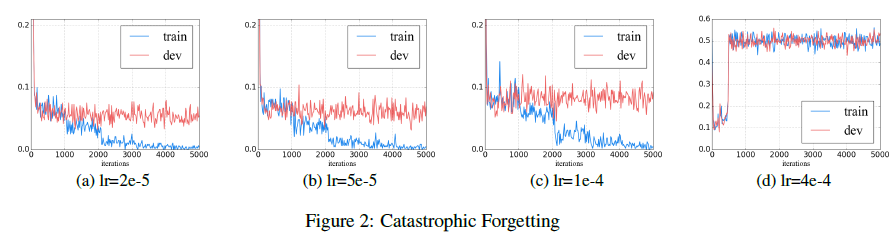 0.2
0.1
0.0
0 1000 2000 3000 4000 5000
iterations
train
dev
(a) lr=2e-5
0.2
0.1
0.0
0 1000 2000 3000 4000 5000
iterations
train
dev
(b) lr=5e-5
0.2
0.1
0.0
0 1000 2000 3000 4000 5000
iterations
train
dev
(c) lr=1e-4
0.6
0.5
0.4
0.3
0.2
0.1
0.0
0 1000 2000 3000 4000 5000
iterations
train
dev
(d) lr=4e-4
Figure 2: Catastrophic Forgetting